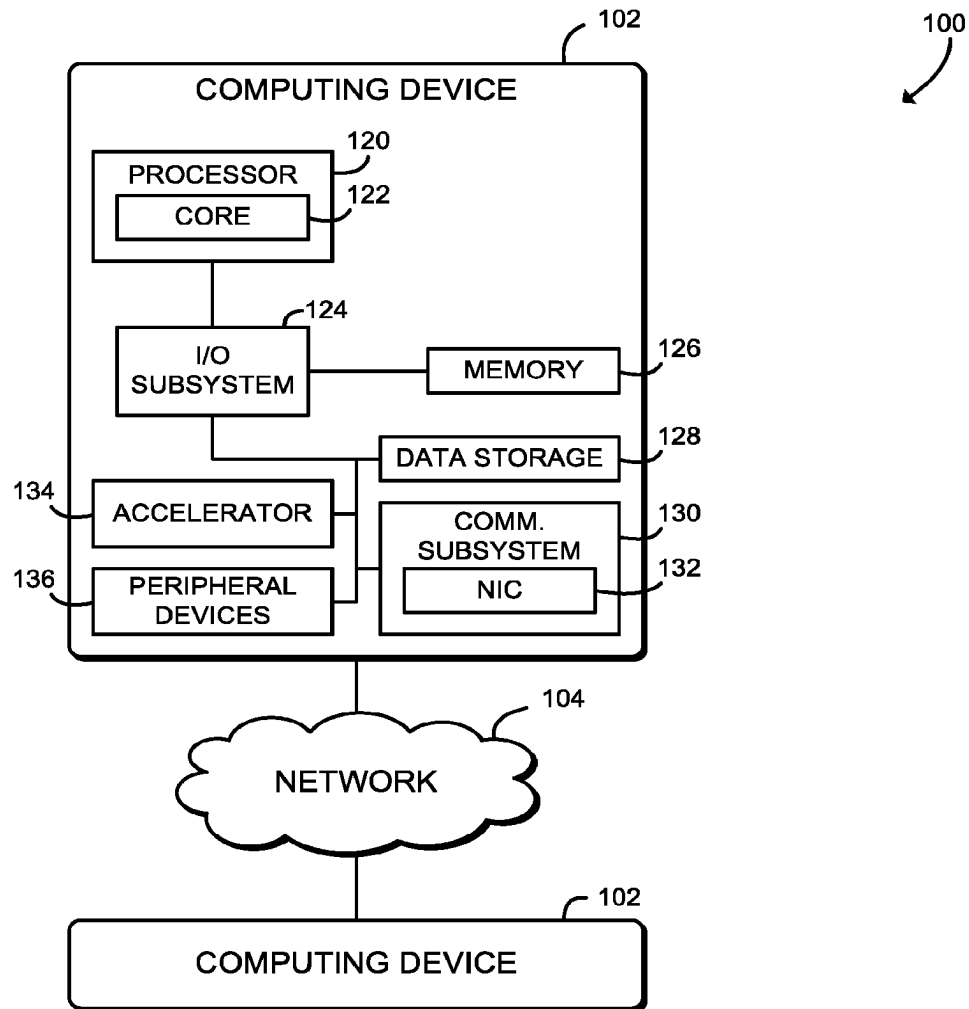 102
100
COMPUTING DEVICE
120
PROCESSOR
122
CORE
124
I/O
SUBSYSTEM
126
MEMORY
128
DATA STORAGE
134
ACCELERATOR
130
COMM.
SUBSYSTEM
132
NIC
136
PERIPHERAL
DEVICES
104
NETWORK
102
COMPUTING DEVICE